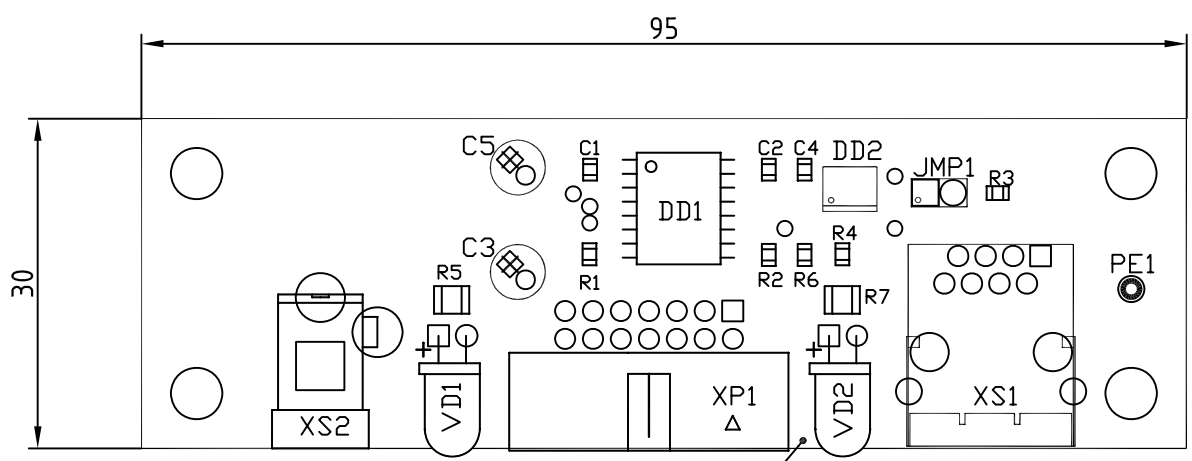 95
30
C5
C1
C2 C4
DD2
JMP1
R3
DD1
C3
R1
R2 R6
R4
PE1
R5
R7
XS2
VD1
+
XP1
VD2
+
XS1